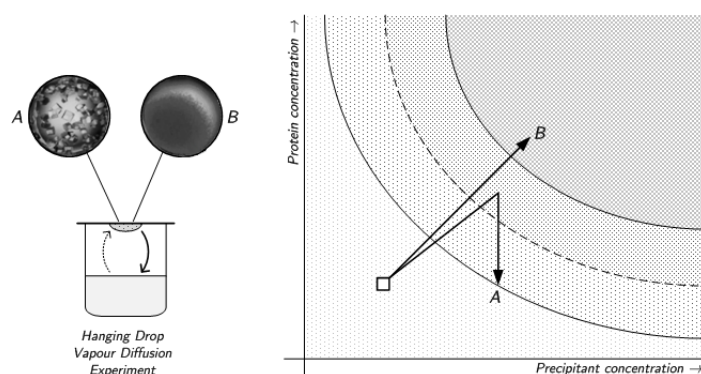 A
B
Hanging Drop
Vapour Diffusion
Experiment
Protein concentration →
B
A
Precipitant concentration →